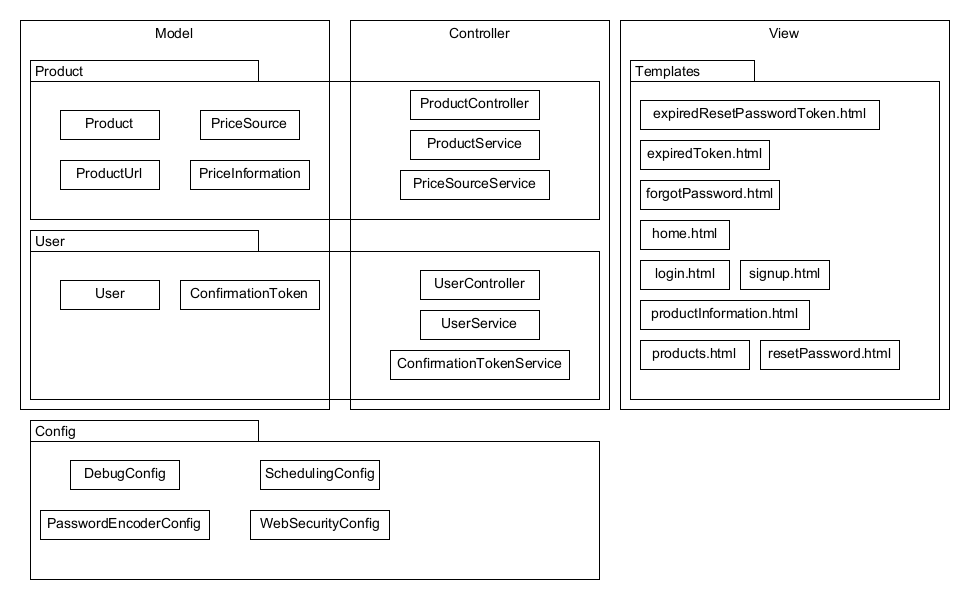 Model
Controller
View
Product
Templates
Product
PriceSource
ProductUrl
PriceInformation
ProductController
ProductService
PriceSourceService
User
User
ConfirmationToken
UserController
UserService
ConfirmationTokenService
expiredResetPasswordToken.html
expiredToken.html
forgotPassword.html
home.html
login.html
signup.html
productInformation.html
products.html
resetPassword.html
Config
DebugConfig
SchedulingConfig
PasswordEncoderConfig
WebSecurityConfig